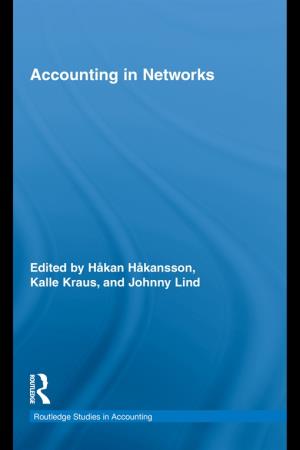 Accounting in Networks
Edited by Håkan Håkansson,
Kalle Kraus, and Johnny Lind
ROUTLEDGE
Routledge Studies in Accounting